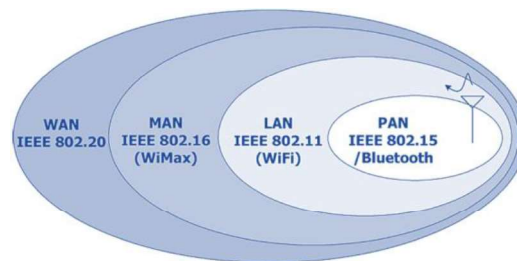 WAN
IEEE 802.20
MAN
IEEE 802.16
(WiMax)
LAN
IEEE 802.11
(WiFi)
PAN
IEEE 802.15
/Bluetooth